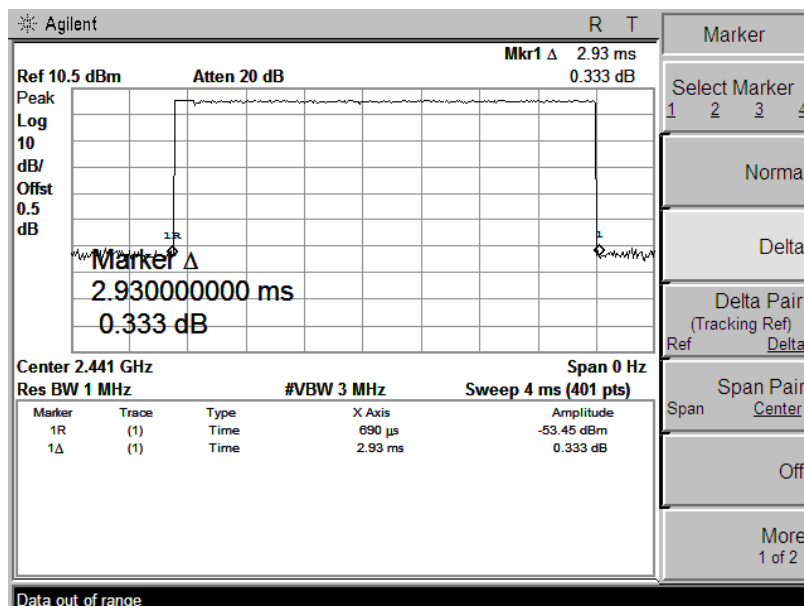 Agilent R T
Mkr1 Δ 2.93 ms
Ref 10.5 dBm Atten 20 dB 0.333 dB
Peak
Log
10
dB/
Offst
0.5
dB
1R
1
Marker Δ
2.930000000 ms
0.333 dB
Center 2.441 GHz Span 0 Hz
Res BW 1 MHz #VBW 3 MHz Sweep 4 ms (401 pts)
Marker Trace Type X Axis Amplitude
1R (1) Time 690 µs -53.45 dBm
1Δ (1) Time 2.93 ms 0.333 dB
Marker
Select Marker
1 2 3 4
Norma
Delta
Delta Pair
(Tracking Ref)
Ref Delta
Span Pair
Span Center
Off
More
1 of 2
Data out of range